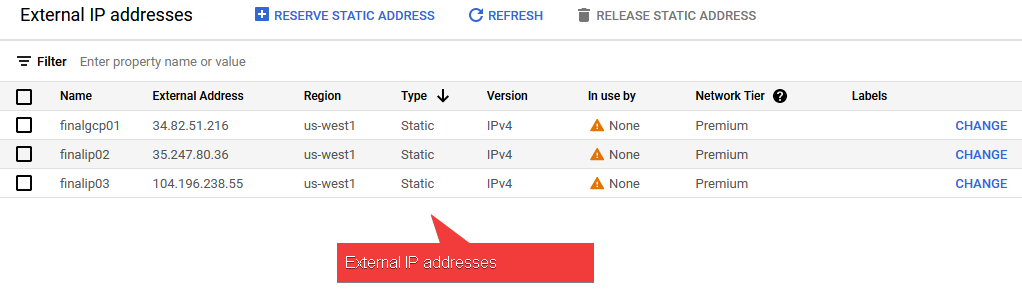 External IP addresses RESERVE STATIC ADDRESS REFRESH RELEASE STATIC ADDRESS
Filter Enter property name or value
Name External Address Region Type Version In use by Network Tier ? Labels
finalgcp01 34.82.51.216 us-west1 Static IPv4 None Premium CHANGE
finalip02 35.247.80.36 us-west1 Static IPv4 None Premium CHANGE
finalip03 104.196.238.55 us-west1 Static IPv4 None Premium CHANGE
External IP addresses